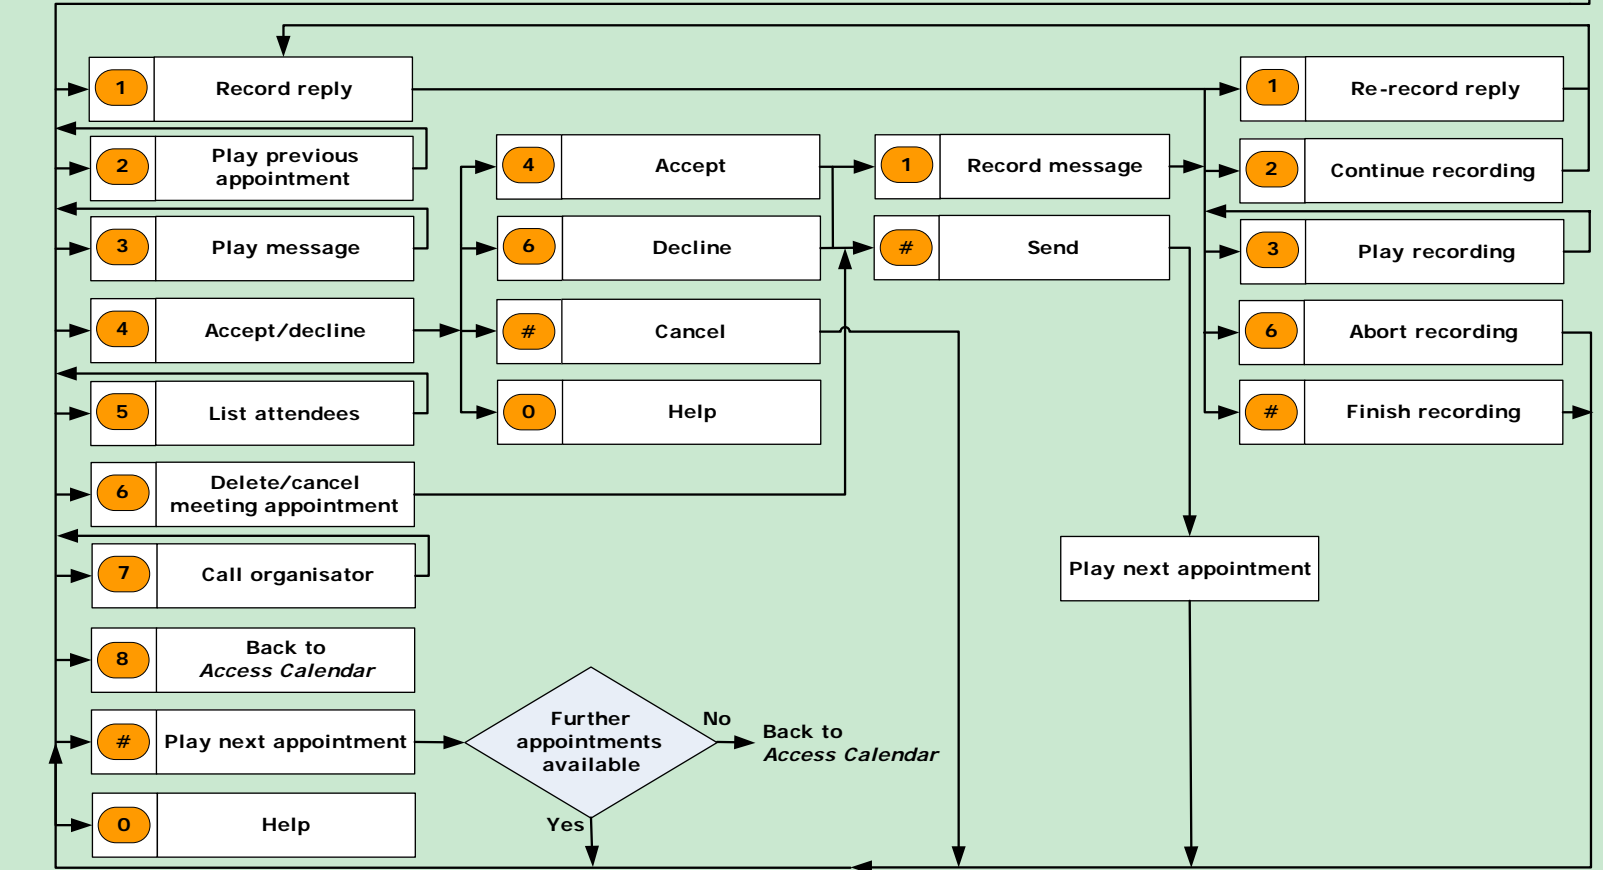 1 Record reply
2 Play previous
appointment
3 Play message
4 Accept/decline
5 List attendees
6 Delete/cancel
meeting appointment
7 Call organisator
8 Back to
Access Calendar
# Play next appointment
0 Help
4 Accept
6 Decline
# Cancel
0 Help
1 Record message
# Send
1 Re-record reply
2 Continue recording
3 Play recording
6 Abort recording
# Finish recording
Play next appointment
Further
appointments
available
No
Back to
Access Calendar
Yes